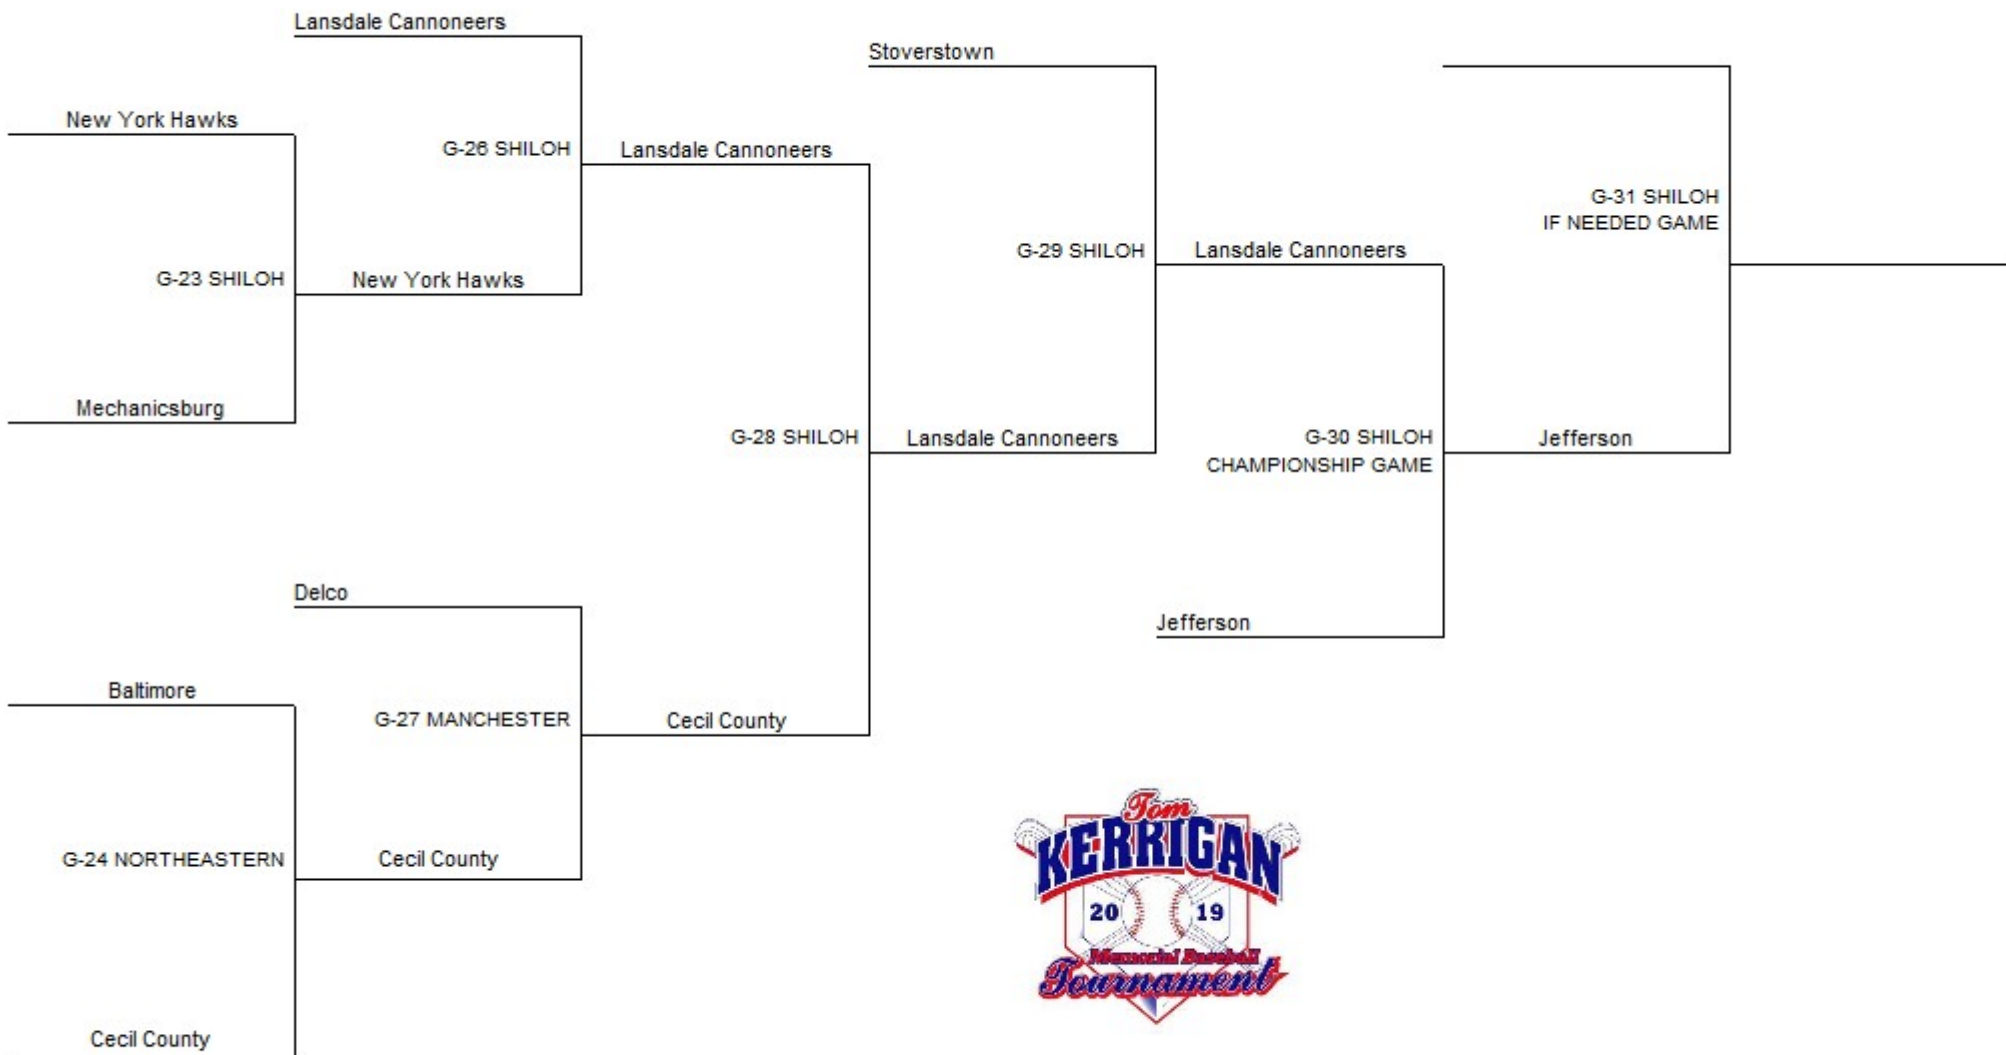 Lansdale Cannoneers
Stoverstown
New York Hawks
G-26 SHILOH
Lansdale Cannoneers
G-31 SHILOH
IF NEEDED GAME
G-29 SHILOH
Lansdale Cannoneers
G-23 SHILOH
New York Hawks
Mechanicsburg
G-28 SHILOH
Lansdale Cannoneers
G-30 SHILOH
CHAMPIONSHIP GAME
Jefferson
Delco
Jefferson
Baltimore
G-27 MANCHESTER
Cecil County
G-24 NORTHEASTERN
Cecil County
Cecil County
Tom
KERRIGAN
20 19
Memorial Baseball
Tournament